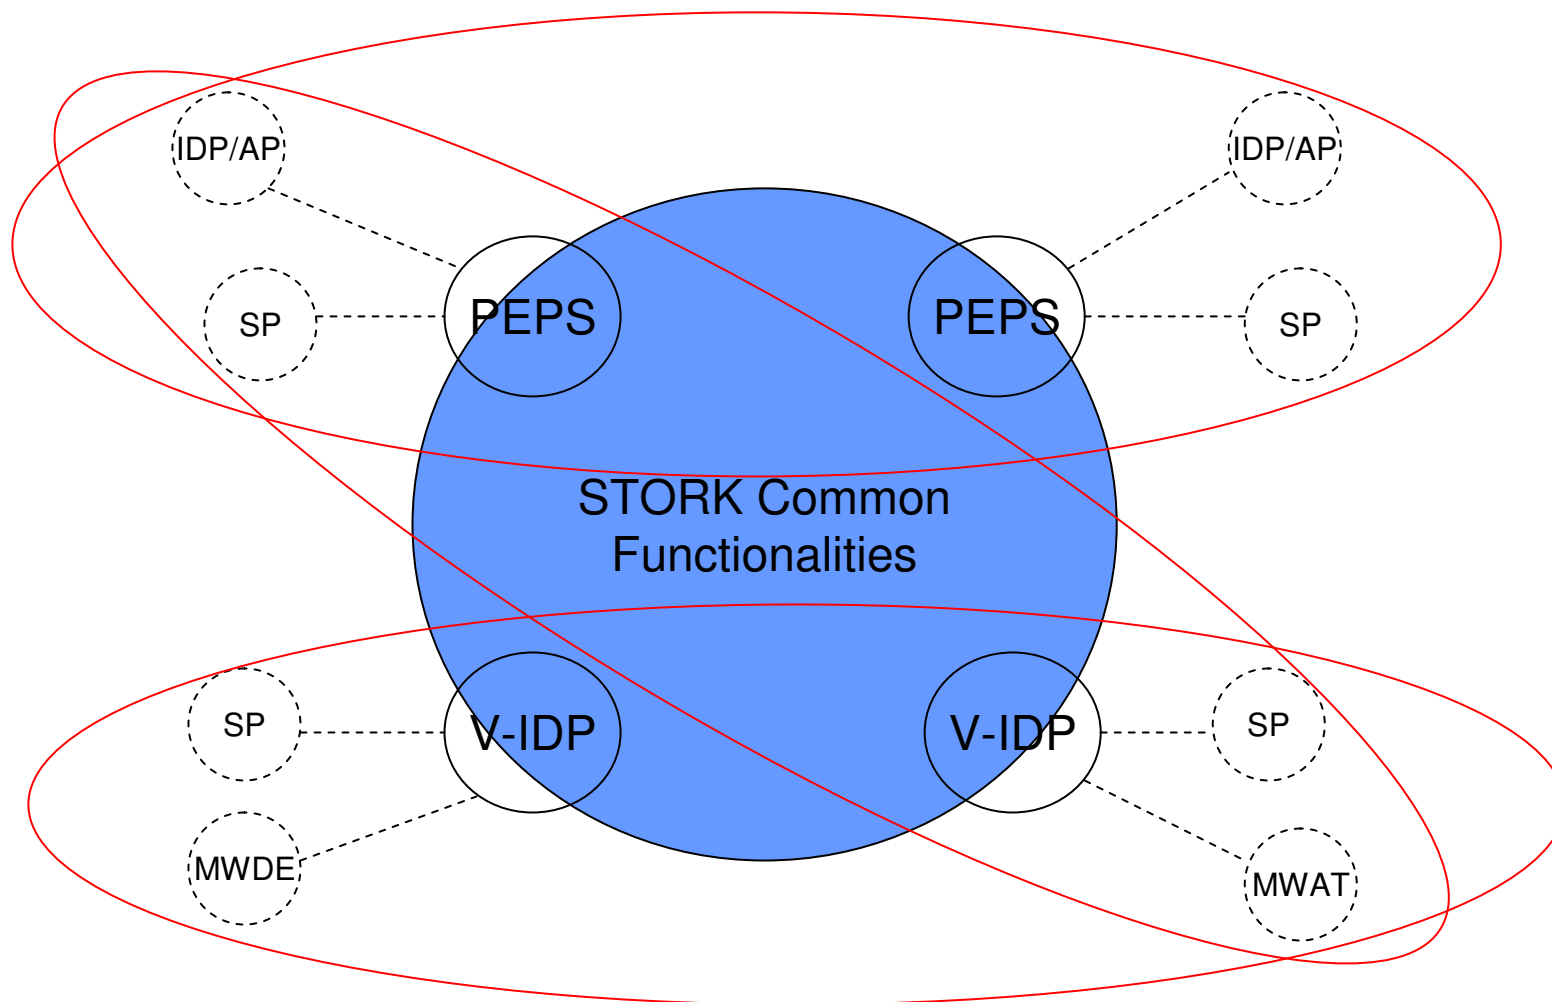 IDP/AP
IDP/AP
SP
PEPS
PEPS
SP
STORK Common
Functionalities
SP
V-IDP
V-IDP
SP
MWDE
MWAT